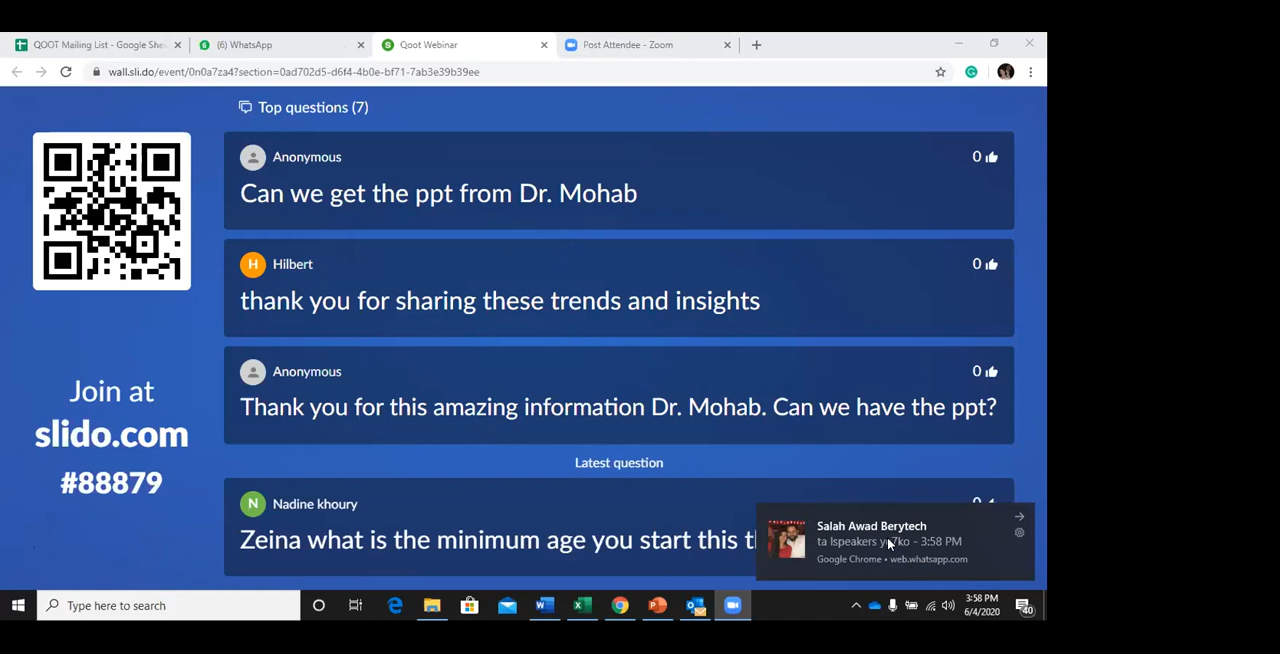 QOOT Mailing List - Google She
(6) WhatsApp
Qoot Webinar
Post Attendee - Zoom
wall.sli.do/event/0n0a7za4?section=0ad702d5-d6f4-4b0e-bf71-7ab3e39b39ee
Top questions (7)
Anonymous
0
Can we get the ppt from Dr. Mohab
H
Hilbert
0
thank you for sharing these trends and insights
Anonymous
0
Thank you for this amazing information Dr. Mohab. Can we have the ppt?
Join at
slido.com
#88879
Latest question
N
Nadine khoury
Zeina what is the minimum age you start this
Salah Awad Berytech
ta lspeakers - 3:58 PM
Google Chrome • web.whatsapp.com
Type here to search
3:58 PM
6/4/2020
40